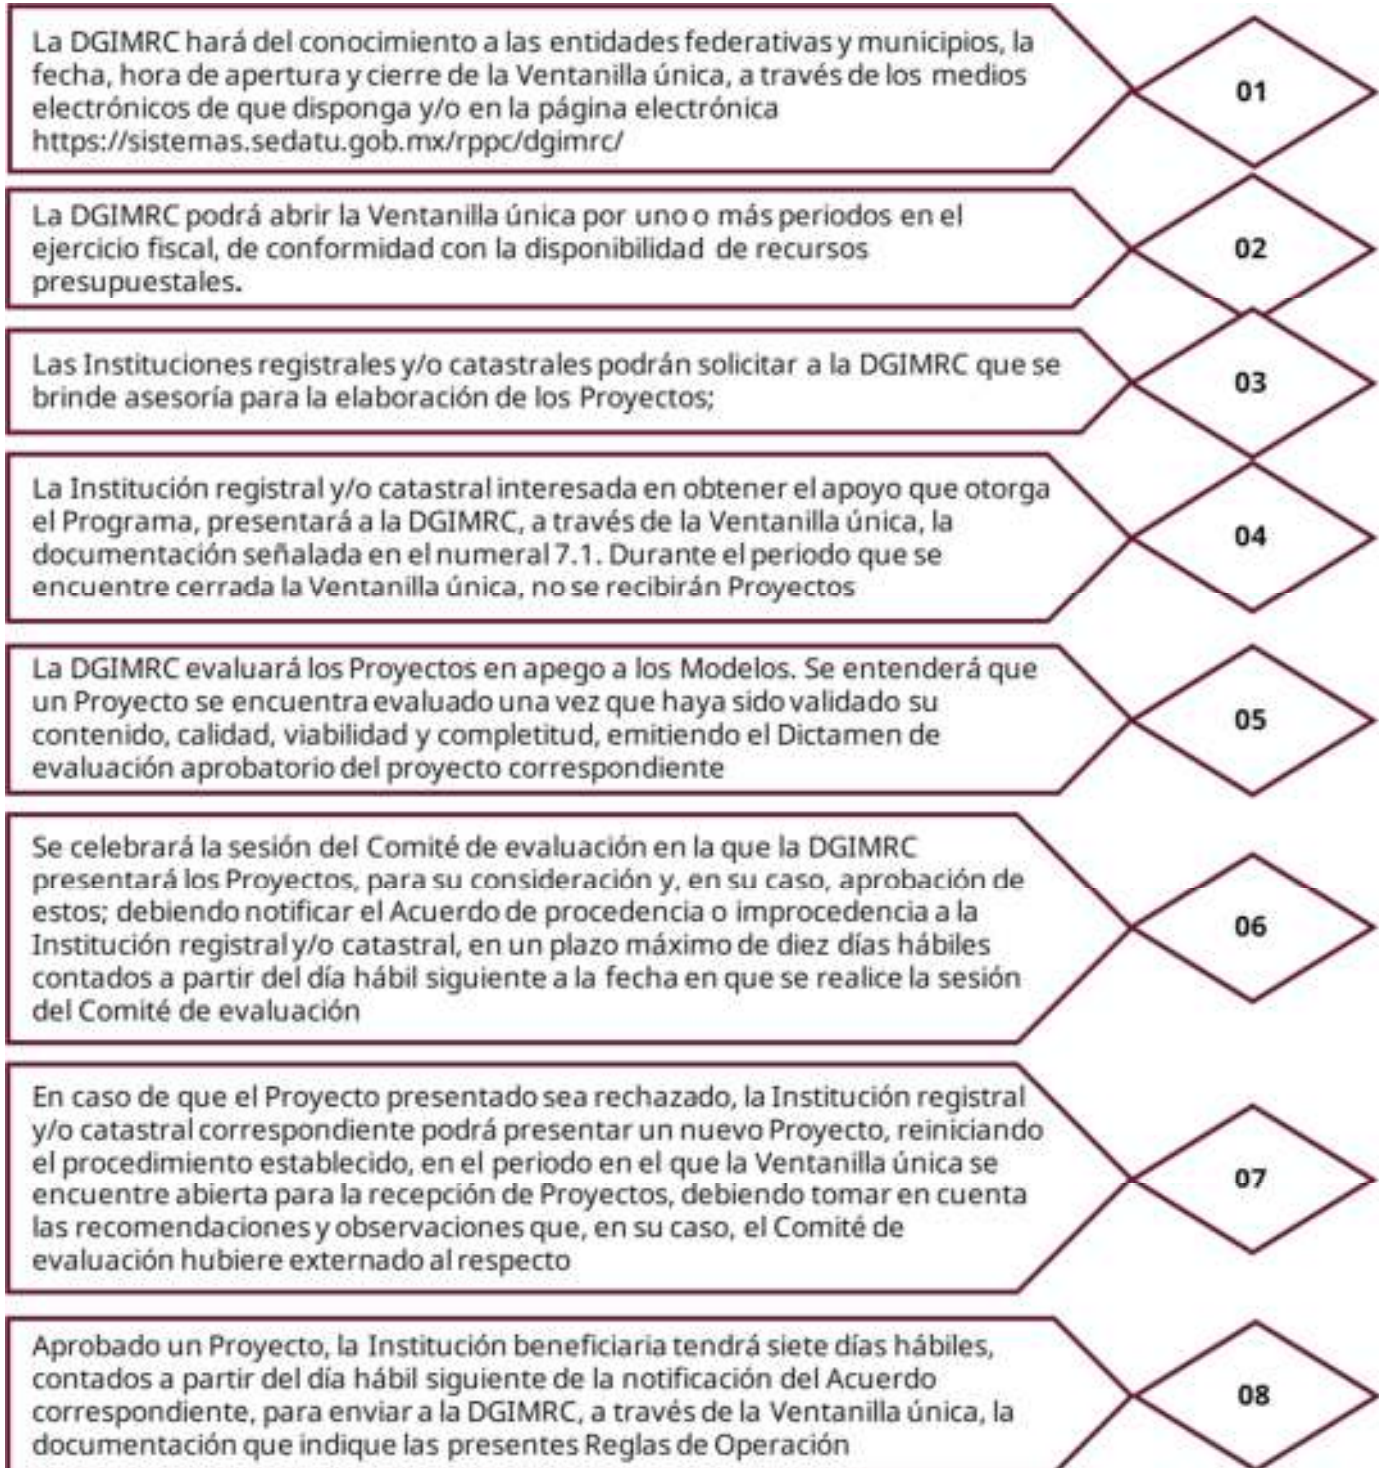 La DGIMRC hará del conocimiento a las entidades federativas y municipios, la
fecha, hora de apertura y cierre de la Ventanilla única, a través de los medios
electrónicos de que disponga y/o en la página electrónica
https://sistemas.sedatu.gob.mx/rppc/dgimrc/
01
La DGIMRC podrá abrir la Ventanilla única por uno o más periodos en el
ejercicio fiscal, de conformidad con la disponibilidad de recursos
presupuestales.
02
Las Instituciones registrales y/o catastrales podrán solicitar a la DGIMRC que se
brinde asesoría para la elaboración de los Proyectos;
03
La Institución registral y/o catastral interesada en obtener el apoyo que otorga
el Programa, presentará a la DGIMRC, a través de la Ventanilla única, la
documentación señalada en el numeral 7.1. Durante el periodo que se
encuentre cerrada la Ventanilla única, no se recibirán Proyectos
04
La DGIMRC evaluará los Proyectos en apego a los Modelos. Se entenderá que
un Proyecto se encuentra evaluado una vez que haya sido validado su
contenido, calidad, viabilidad y completitud, emitiendo el Dictamen de
evaluación aprobatorio del proyecto correspondiente
05
Se celebrará la sesión del Comité de evaluación en la que la DGIMRC
presentará los Proyectos, para su consideración y, en su caso, aprobación de
estos; debiendo notificar el Acuerdo de procedencia o improcedencia a la
Institución registral y/o catastral, en un plazo máximo de diez días hábiles
contados a partir del día hábil siguiente a la fecha en que se realice la sesión
del Comité de evaluación
06
En caso de que el Proyecto presentado sea rechazado, la Institución registral
y/o catastral correspondiente podrá presentar un nuevo Proyecto, reiniciando
el procedimiento establecido, en el periodo en el que la Ventanilla única se
encuentre abierta para la recepción de Proyectos, debiendo tomar en cuenta
las recomendaciones y observaciones que, en su caso, el Comité de
evaluación hubiere externado al respecto
07
Aprobado un Proyecto, la Institución beneficiaria tendrá siete días hábiles,
contados a partir del día hábil siguiente de la notificación del Acuerdo
correspondiente, para enviar a la DGIMRC, a través de la Ventanilla única, la
documentación que indique las presentes Reglas de Operación
08